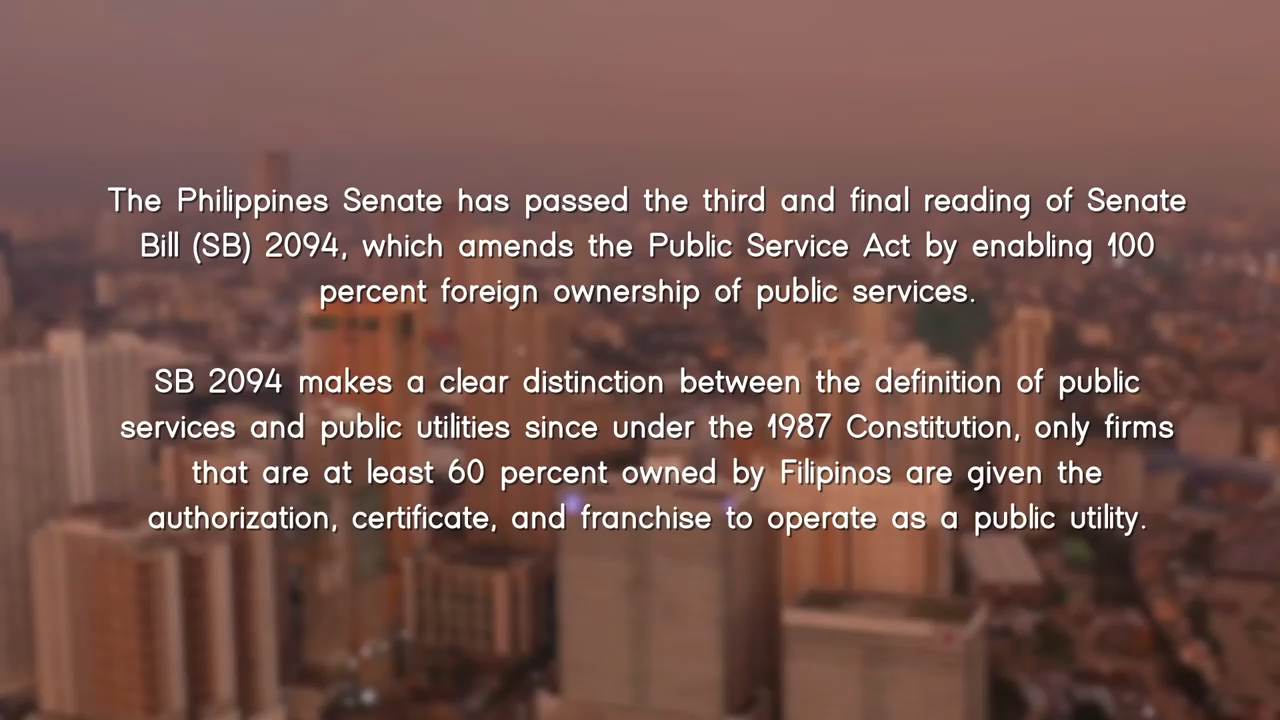 The Philippines Senate has passed the third and final reading of Senate
Bill (SB) 2094, which amends the Public Service Act by enabling 100
percent foreign ownership of public services.
SB 2094 makes a clear distinction between the definition of public
services and public utilities since under the 1987 Constitution, only firms
that are at least 60 percent owned by Filipinos are given the
authorization, certificate, and franchise to operate as a public utility.